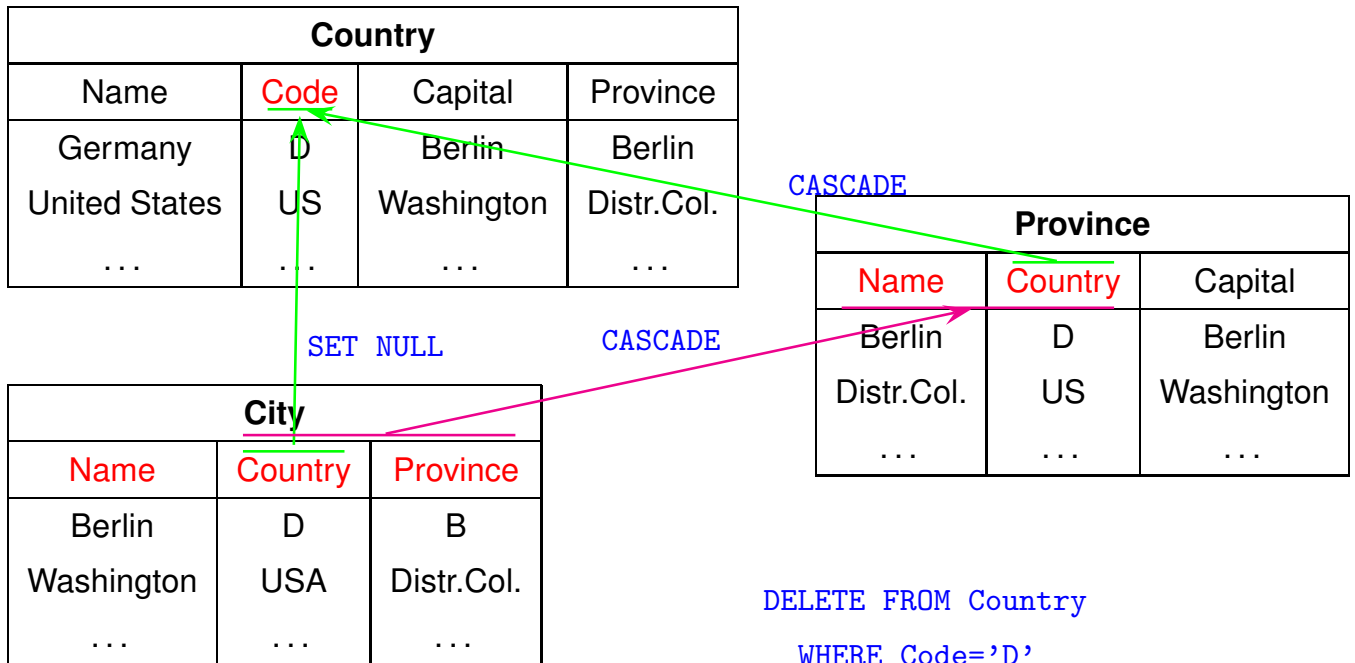 Country
Name Code Capital Province
Germany D Berlin Berlin
United States US Washington Distr.Col.
. . . . . . . . . . . .
CASCADE
Province
Name Country Capital
Berlin D Berlin
Distr.Col. US Washington
. . . . . . . . .
SET NULL
CASCADE
City
Name Country Province
Berlin D B
Washington USA Distr.Col.
. . . . . . . . .
DELETE FROM Country
WHERE Code='D'